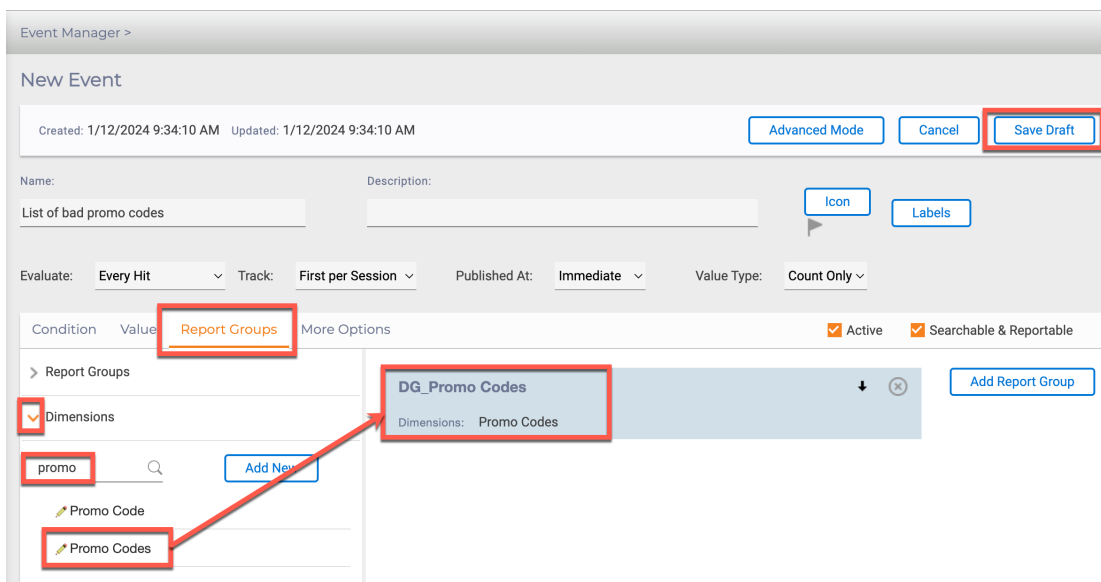 Event Manager >
New Event
Created: 1/12/2024 9:34:10 AM Updated: 1/12/2024 9:34:10 AM
Advanced Mode
Cancel
Save Draft
Name:
Description:
List of bad promo codes
Icon
Labels
Evaluate: Every Hit Track: First per Session Published At: Immediate Value Type: Count Only
Condition Value Report Groups More Options
Active
Searchable & Reportable
Report Groups
DG_Promo Codes
Add Report Group
Dimensions
Dimensions: Promo Codes
promo
Add New
Promo Code
Promo Codes